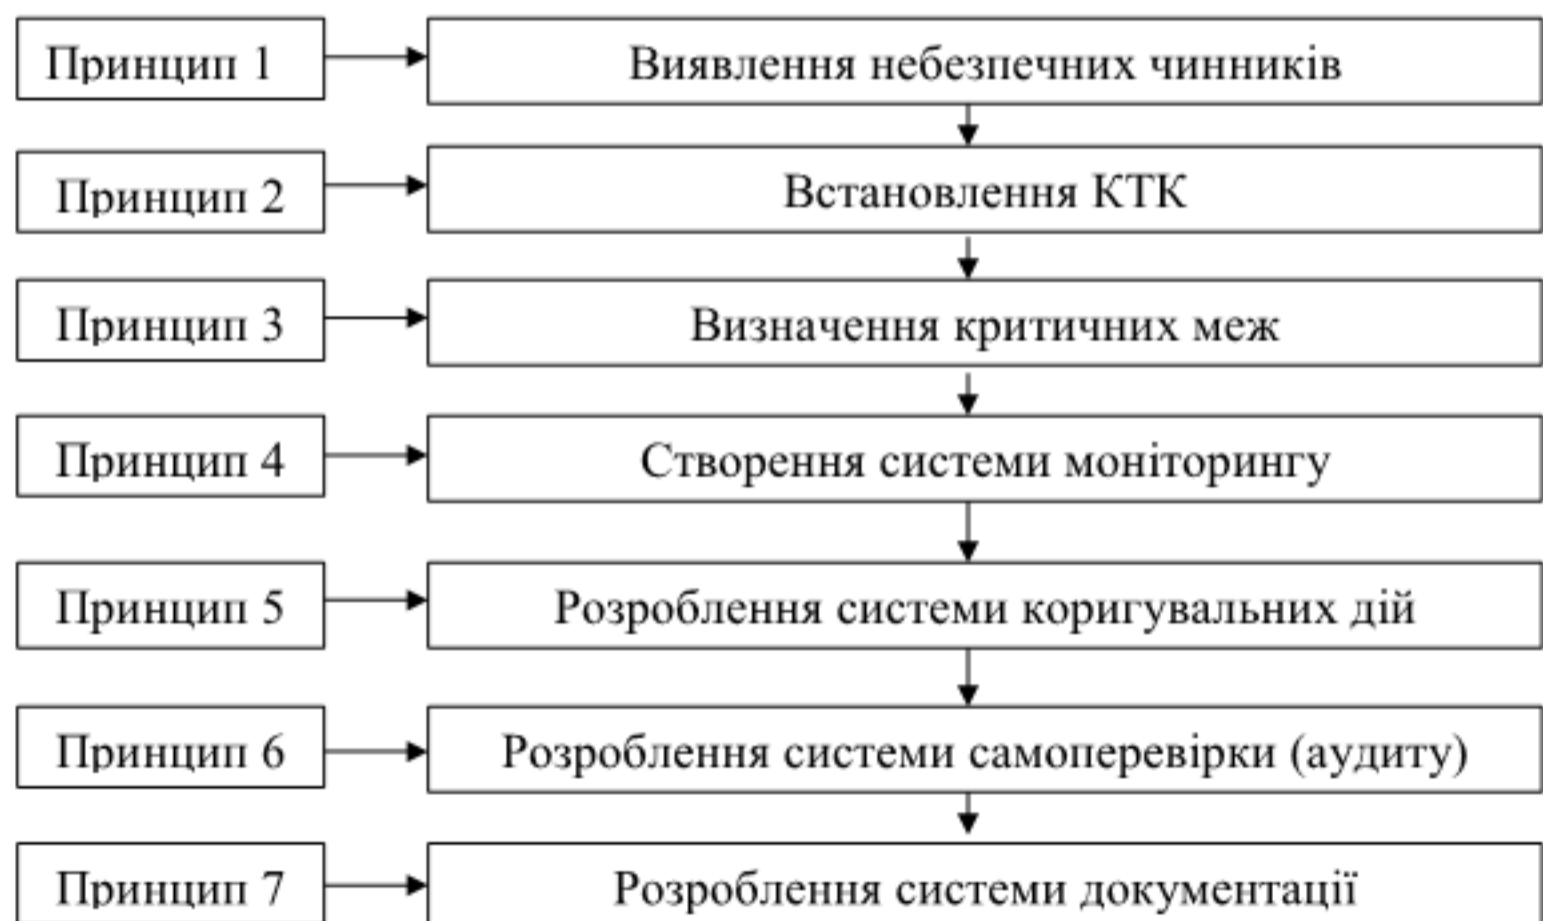 Принцип 1
Виявлення небезпечних чинників
Принцип 2
Встановлення КТК
Принцип 3
Визначення критичних меж
Принцип 4
Створення системи моніторингу
Принцип 5
Розроблення системи коригувальних дій
Принцип 6
Розроблення системи самоперевірки (аудиту)
Принцип 7
Розроблення системи документації